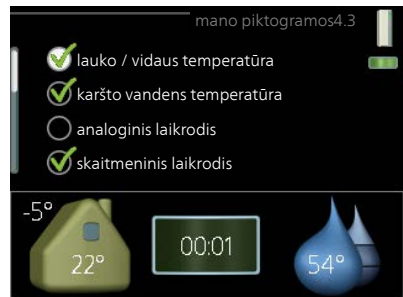 mano piktogramos4.3
lauko / vidaus temperatūra
karšto vandens temperatūra
analoginis laikrodis
skaitmeninis laikrodis
-5°
22°
00:01
54°